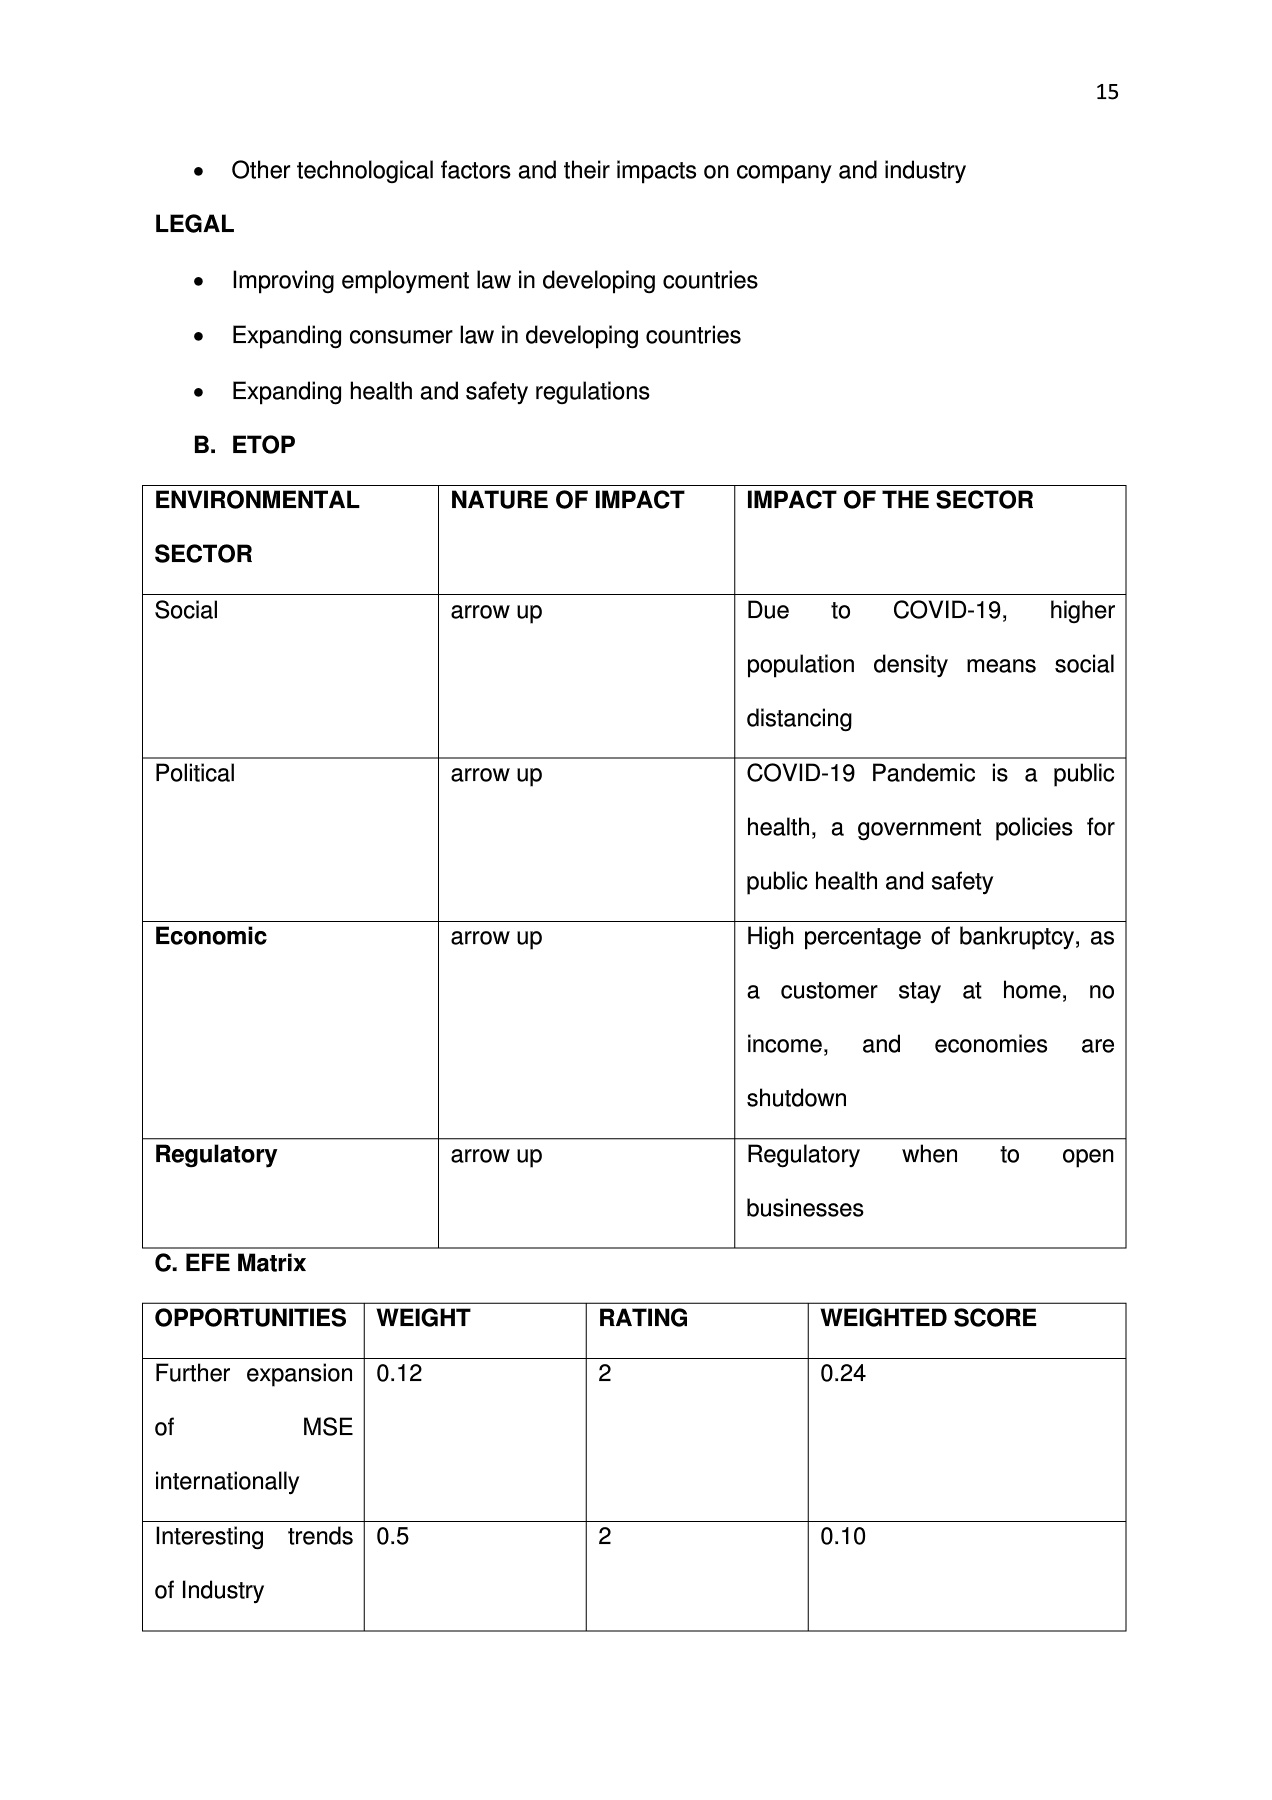 15
• Other technological factors and their impacts on company and industry
LEGAL
• Improving employment law in developing countries
• Expanding consumer law in developing countries
• Expanding health and safety regulations
B. ETOP
ENVIRONMENTAL SECTOR NATURE OF IMPACT IMPACT OF THE SECTOR
Social arrow up Due to COVID-19, higher
population density means social
distancing
Political arrow up COVID-19 Pandemic is a public
health, a government policies for
public health and safety
Economic arrow up High percentage of bankruptcy, as
a customer stay at home, no
income, and economies are
shutdown
Regulatory arrow up Regulatory when to open
businesses
C. EFE Matrix
OPPORTUNITIES WEIGHT RATING WEIGHTED SCORE
Further expansion
of MSE
internationally 0.12 2 0.24
Interesting trends
of Industry 0.5 2 0.10